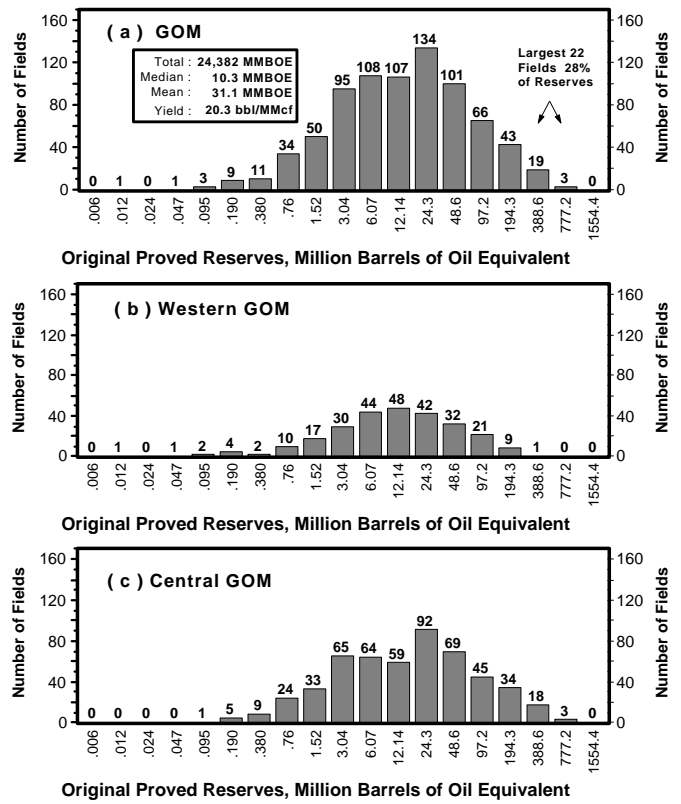 ( a ) GOM
Total : 24,382 MMBOE
Median : 10.3 MMBOE
Mean : 31.1 MMBOE
Yield : 20.3 bbl/MMcf
Largest 22
Fields 28%
of Reserves
Number of Fields
160
120
80
40
0
0 1 0 1 3 9 11 34 50 95 108 107 134 101 66 43 19 3 0
160
120
80
40
0
Number of Fields
.006 .012 .024 .047 .095 .190 .380 .76 1.52 3.04 6.07 12.14 24.3 48.6 97.2 194.3 388.6 777.2 1554.4
Original Proved Reserves, Million Barrels of Oil Equivalent
( b ) Western GOM
Number of Fields
160
120
80
40
0
0 1 0 1 2 4 2 10 17 30 44 48 42 32 21 9 1 0 0
160
120
80
40
0
Number of Fields
.006 .012 .024 .047 .095 .190 .380 .76 1.52 3.04 6.07 12.14 24.3 48.6 97.2 194.3 388.6 777.2 1554.4
Original Proved Reserves, Million Barrels of Oil Equivalent
( c ) Central GOM
Number of Fields
160
120
80
40
0
0 0 0 0 1 5 9 24 33 65 64 59 92 69 45 34 18 3 0
160
120
80
40
0
Number of Fields
.006 .012 .024 .047 .095 .190 .380 .76 1.52 3.04 6.07 12.14 24.3 48.6 97.2 194.3 388.6 777.2 1554.4
Original Proved Reserves, Million Barrels of Oil Equivalent